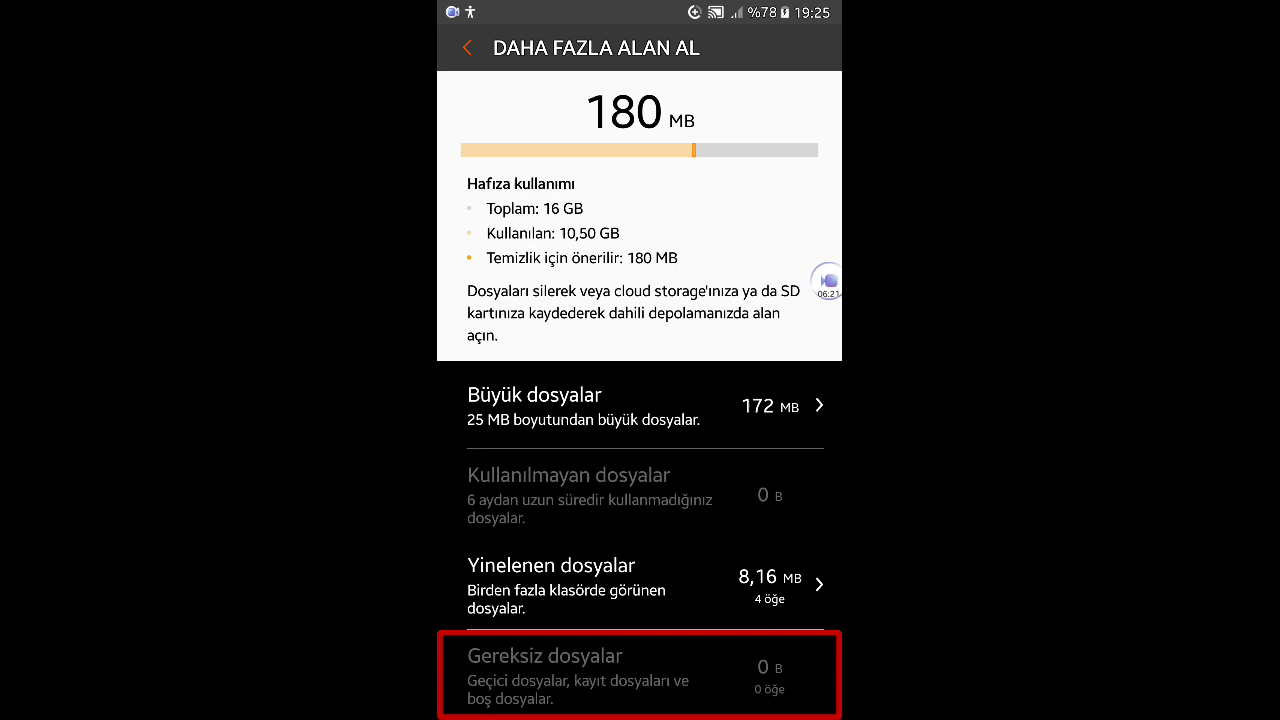 %78 19:25
DAHA FAZLA ALAN AL
180 MB
Hafıza kullanımı
Toplam: 16 GB
Kullanılan: 10,50 GB
Temizlik için önerilir: 180 MB
06:21
Dosyaları silerek veya cloud storage'ınıza ya da SD
kartınıza kaydederek dahili depolamanızda alan
açın.
Büyük dosyalar
25 MB boyutundan büyük dosyalar.
172 MB
Kullanılmayan dosyalar
6 aydan uzun süredir kullanmadığınız
dosyalar.
0 B
Yinelenen dosyalar
Birden fazla klasörde görünen
dosyalar.
8,16 MB
4 öğe
Gereksiz dosyalar
Geçici dosyalar, kayıt dosyaları ve
boş dosyalar.
0 B
0 öğe